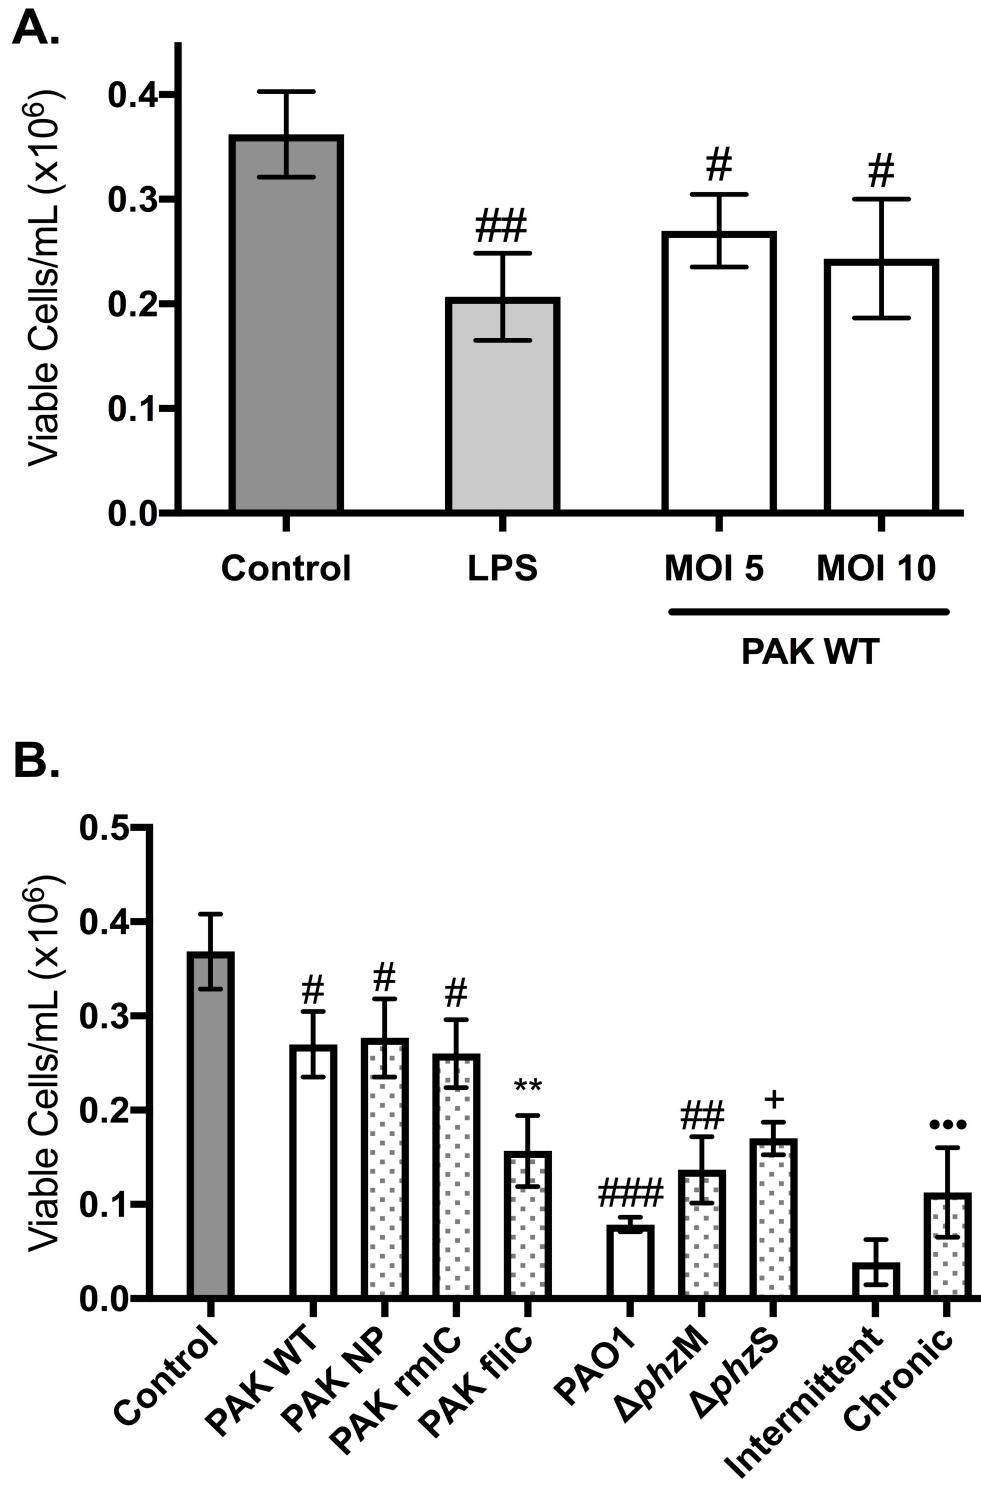 A.
Viable Cells/mL (x10⁶)
0.4
0.3
0.2
0.1
0.0
##
#
#
Control LPS MOI 5 MOI 10
PAK WT
B.
Viable Cells/mL (x10⁶)
0.5
0.4
0.3
0.2
0.1
0.0
#
#
#
**
###
##
+
•••
Control
PAK WT
PAK NP
PAK rmlC
PAK fliC
PAO1
ΔphzM
ΔphzS
Intermittent
Chronic